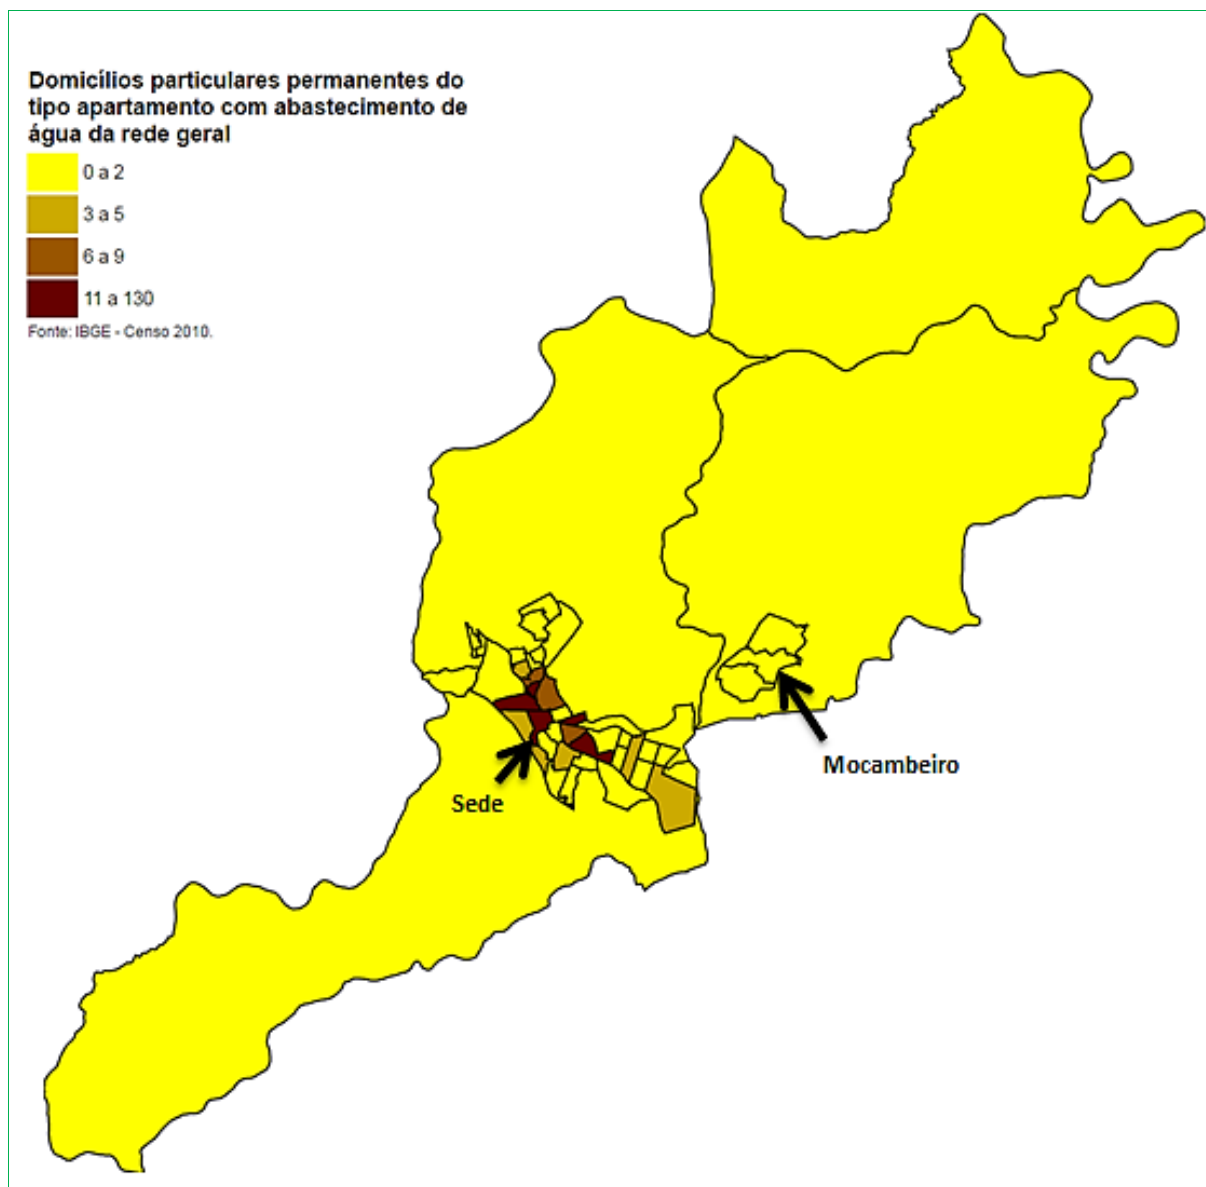 Domicílios particulares permanentes do
tipo apartamento com abastecimento de
água da rede geral
0 a 2
3 a 5
6 a 9
11 a 130
Fonte: IBGE - Censo 2010.
Mocambeiro
Sede